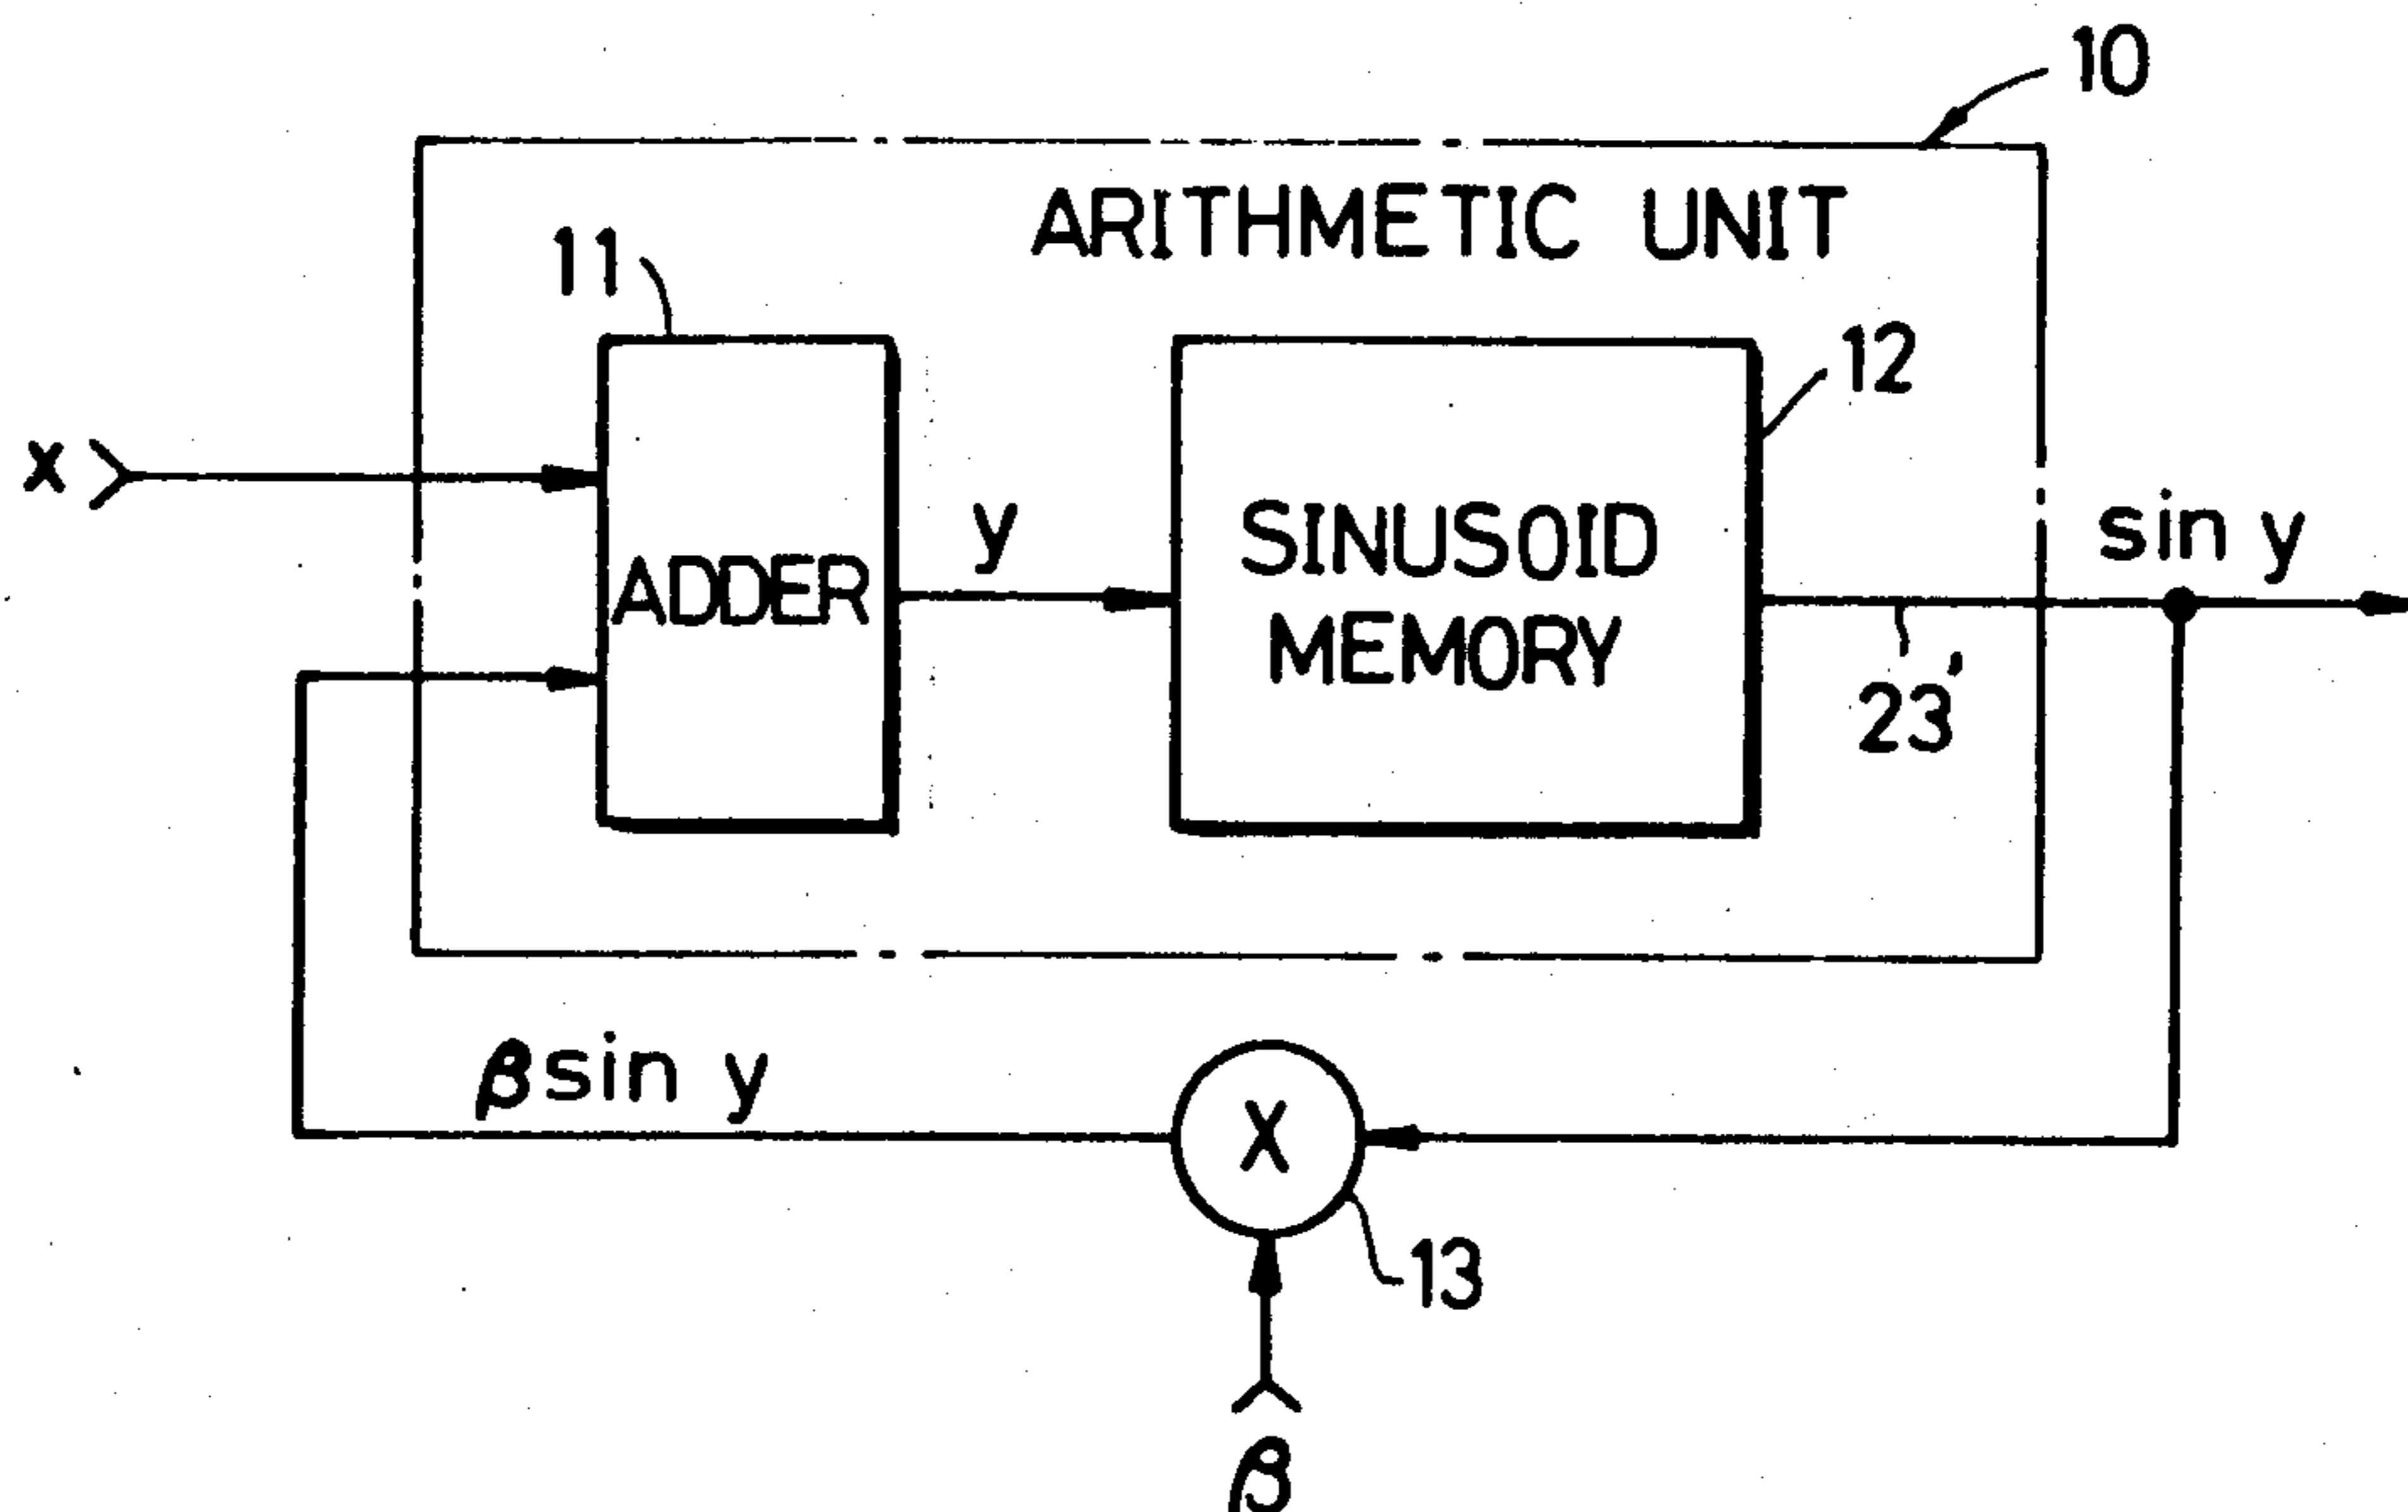 10
ARITHMETIC UNIT
11
12
x
y
sin y
ADDER
SINUSOID
MEMORY
23'
βsin y
X
13
β